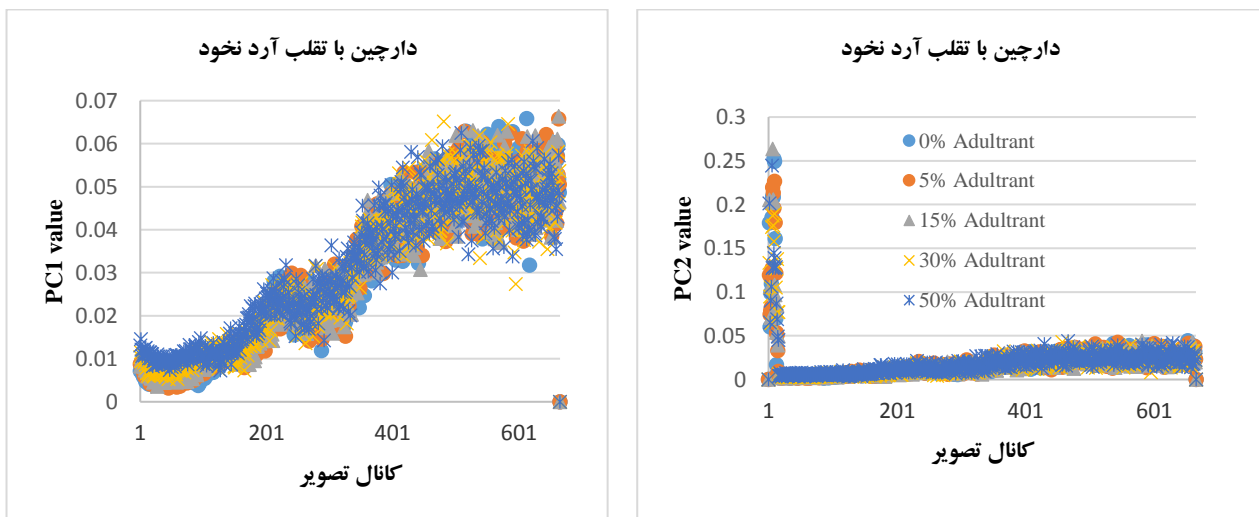 دارچین با تقلب آرد نخود
PC1 value
0.07
0.06
0.05
0.04
0.03
0.02
0.01
0
1
201
401
601
کانال تصویر
دارچین با تقلب آرد نخود
PC2 value
0.3
0.25
0.2
0.15
0.1
0.05
0
0% Adultrant
5% Adultrant
15% Adultrant
30% Adultrant
50% Adultrant
1
201
401
601
کانال تصویر